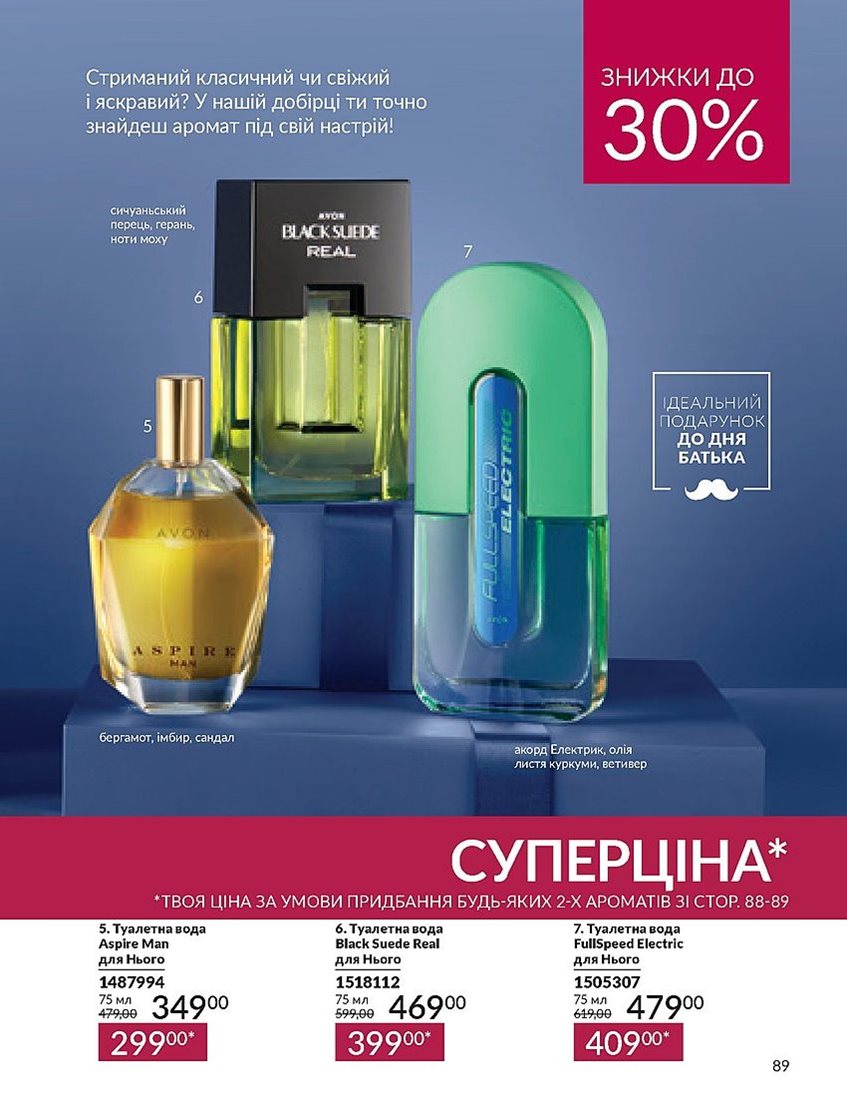 Стриманий класичний чи свіжий
і яскравий? У нашій добірці ти точно
знайдеш аромат під свій настрій!
ЗНИЖКИ ДО
30%
сичуаньський
перець, герань,
ноти моху
6
AVON
BLACK SUEDE
REAL
7
FULLSPEED
ELECTRIC
AVON
ІДЕАЛЬНИЙ
ПОДАРУНОК
ДО ДНЯ
БАТЬКА
5
AVON
ASPIRE
MAN
бергамот, імбир, сандал
акорд Електрик, олія
листя куркуми, ветивер
СУПЕРЦІНА*
*ТВОЯ ЦІНА ЗА УМОВИ ПРИДБАННЯ БУДЬ-ЯКИХ 2-Х АРОМАТІВ ЗІ СТОР. 88-89
5. Туалетна вода
Aspire Man
для Нього
1487994
75 мл
479,00
34900
29900*
6. Туалетна вода
Black Suede Real
для Нього
1518112
75 мл
599,00
46900
39900*
7. Туалетна вода
FullSpeed Electric
для Нього
1505307
75 мл
619,00
47900
40900*
89